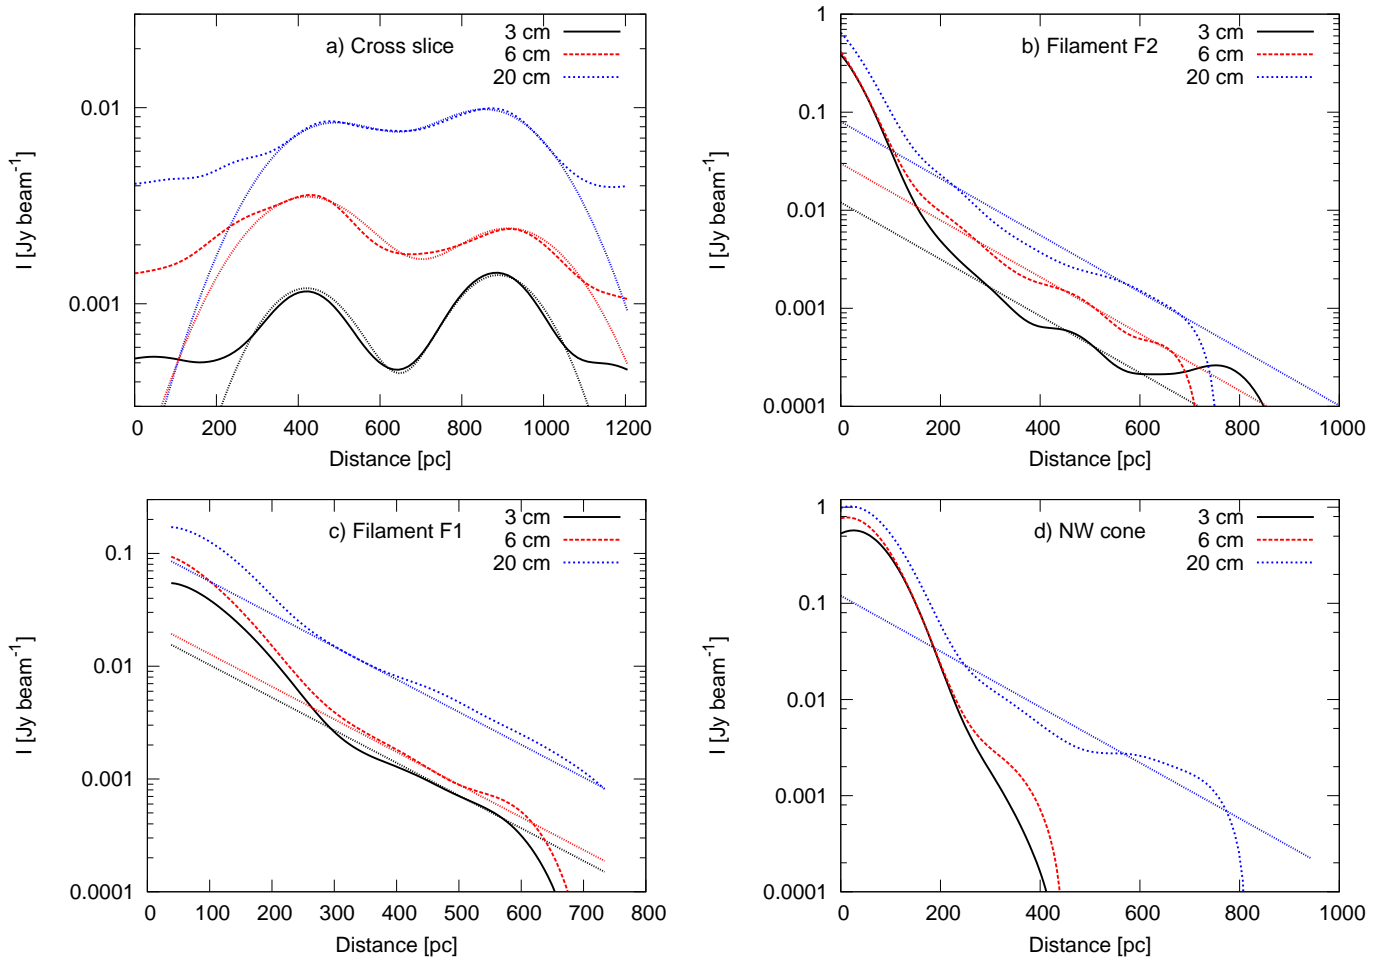 a) Cross slice
3 cm
6 cm
20 cm
0.01
0.001
I [Jy beam-1]
0 200 400 600 800 1000 1200
Distance [pc]
b) Filament F2
3 cm
6 cm
20 cm
1
0.1
0.01
0.001
0.0001
I [Jy beam-1]
0 200 400 600 800 1000
Distance [pc]
c) Filament F1
3 cm
6 cm
20 cm
0.1
0.01
0.001
0.0001
I [Jy beam-1]
0 100 200 300 400 500 600 700 800
Distance [pc]
d) NW cone
3 cm
6 cm
20 cm
1
0.1
0.01
0.001
0.0001
I [Jy beam-1]
0 200 400 600 800 1000
Distance [pc]